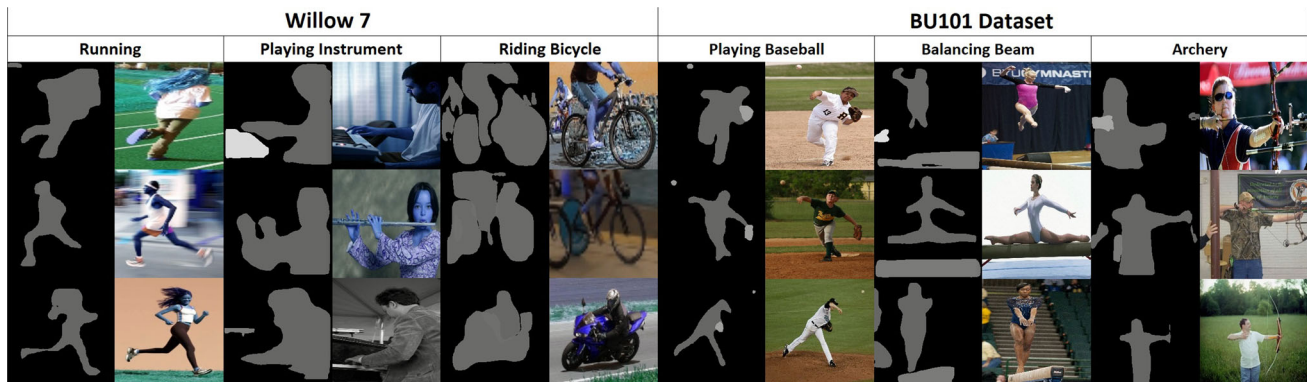 Willow 7
BU101 Dataset
Running
Playing Instrument
Riding Bicycle
Playing Baseball
Balancing Beam
Archery